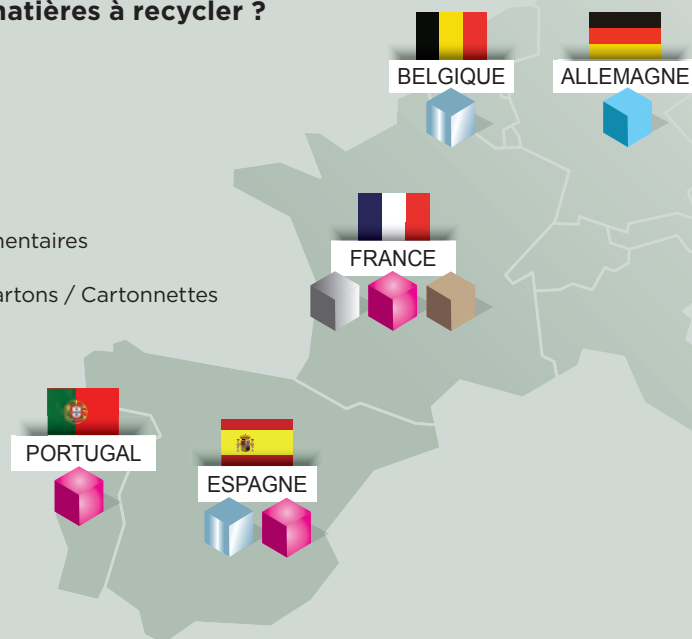 matières à recycler ?
BELGIQUE
ALLEMAGNE
mentaires
FRANCE
artons / Cartonnettes
PORTUGAL
ESPAGNE